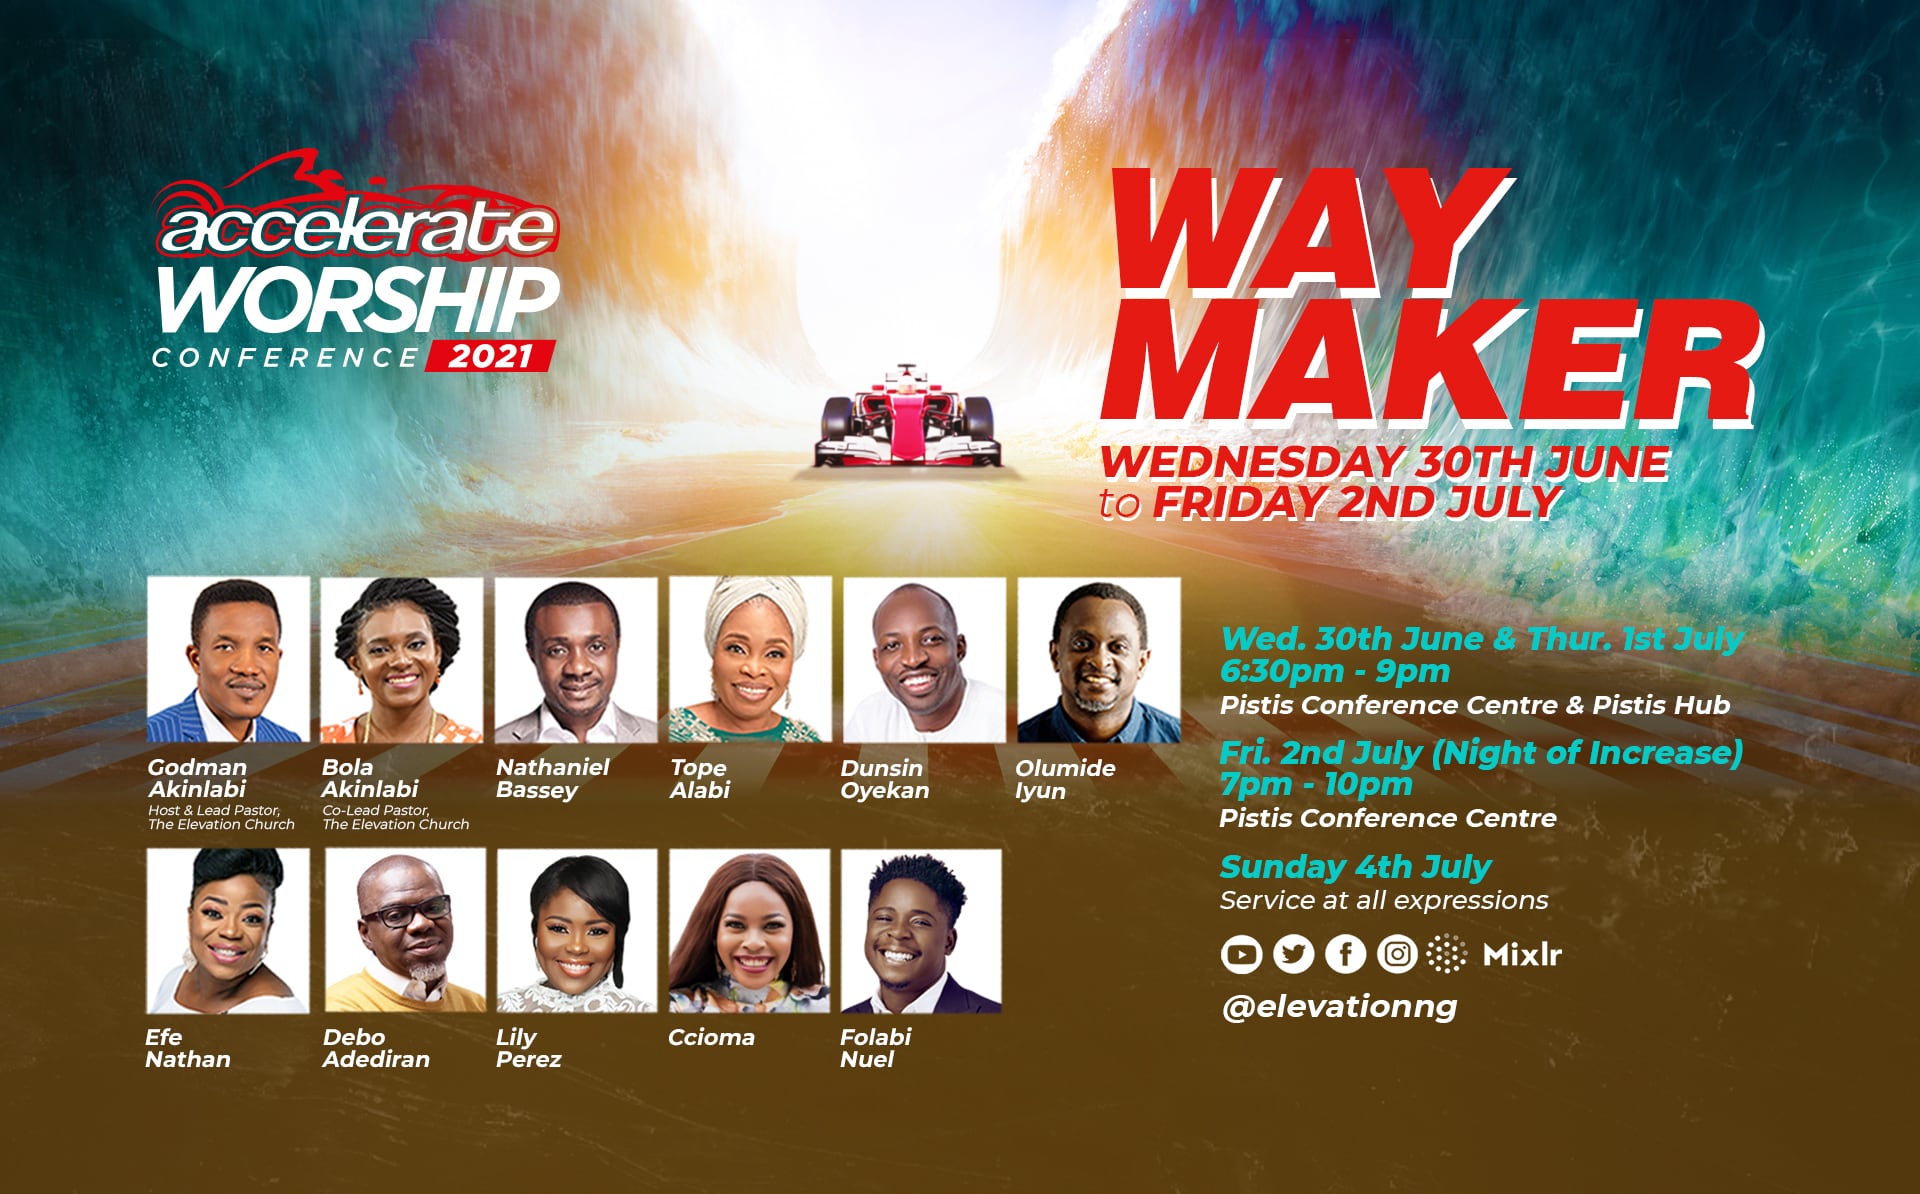 accelerate
WORSHIP
CONFERENCE 2021
WAY
MAKER
WEDNESDAY 30TH JUNE
to FRIDAY 2ND JULY
Godman
Akinlabi
Host & Lead Pastor,
The Elevation Church
Bola
Akinlabi
Co-Lead Pastor,
The Elevation Church
Nathaniel
Bassey
Tope
Alabi
Dunsin
Oyekan
Olumide
Iyun
Efe
Nathan
Debo
Adediran
Lily
Perez
Ccioma
Folabi
Nuel
Wed. 30th June & Thur. 1st July
6:30pm - 9pm
Pistis Conference Centre & Pistis Hub
Fri. 2nd July (Night of Increase)
7pm - 10pm
Pistis Conference Centre
Sunday 4th July
Service at all expressions
Mixlr
@elevationng